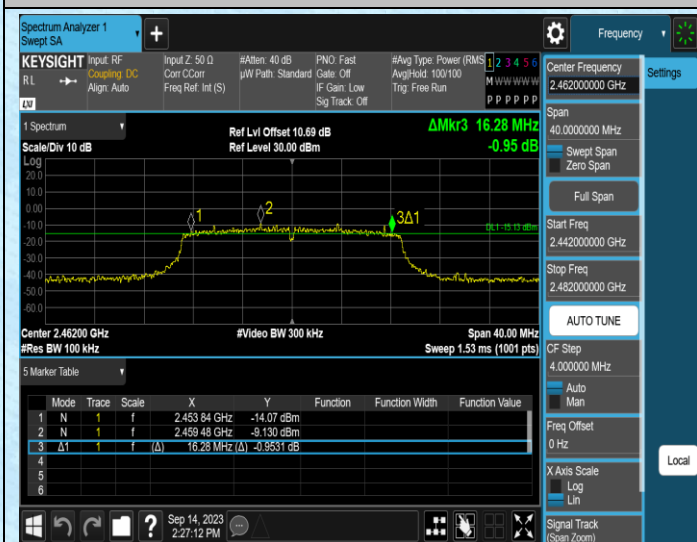 Spectrum Analyzer 1
Swept SA
Frequency
KEYSIGHT
RL
LXI
Input: RF
Coupling: DC
Align: Auto
Input Z: 50 Ω
Corr CCorr
Freq Ref: Int (S)
#Atten: 40 dB
µW Path: Standard
PNO: Fast
Gate: Off
IF Gain: Low
Sig Track: Off
#Avg Type: Power (RMS
Avg|Hold: 100/100
Trig: Free Run
1 2 3 4 5 6
M W W W W W
P P P P P P
1 Spectrum
Scale/Div 10 dB
Ref Lvl Offset 10.69 dB
Ref Level 30.00 dBm
ΔMkr3 16.28 MHz
-0.95 dB
Log
20.0
10.0
0.00
-10.0
-20.0
-30.0
-40.0
-50.0
-60.0
1
2
3Δ1
DL1 -15.13 dBm
Center 2.46200 GHz
#Video BW 300 kHz
Span 40.00 MHz
#Res BW 100 kHz
Sweep 1.53 ms (1001 pts)
5 Marker Table
Mode Trace Scale X Y Function Function Width Function Value
1 N 1 f 2.453 84 GHz -14.07 dBm
2 N 1 f 2.459 48 GHz -9.130 dBm
3 Δ1 1 f (Δ) 16.28 MHz (Δ) -0.9531 dB
4
5
6
Sep 14, 2023
2:27:12 PM
Center Frequency
2.462000000 GHz
Span
40.0000000 MHz
Swept Span
Zero Span
Full Span
Start Freq
2.442000000 GHz
Stop Freq
2.482000000 GHz
AUTO TUNE
CF Step
4.000000 MHz
Auto
Man
Freq Offset
0 Hz
X Axis Scale
Log
Lin
Signal Track
(Span Zoom)
Settings
Local